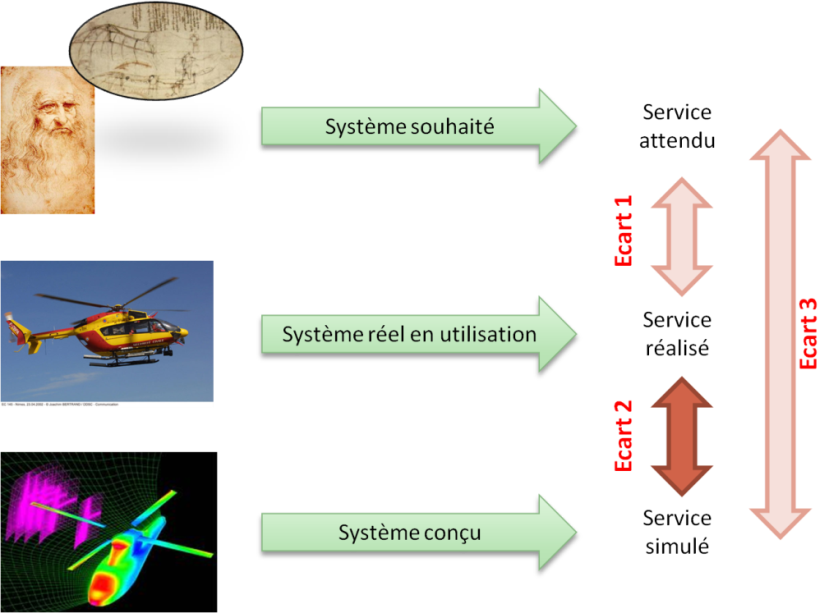 Système souhaité
Service
attendu
Ecart 1
Système réel en utilisation
Service
réalisé
Ecart 3
Ecart 2
Système conçu
Service
simulé